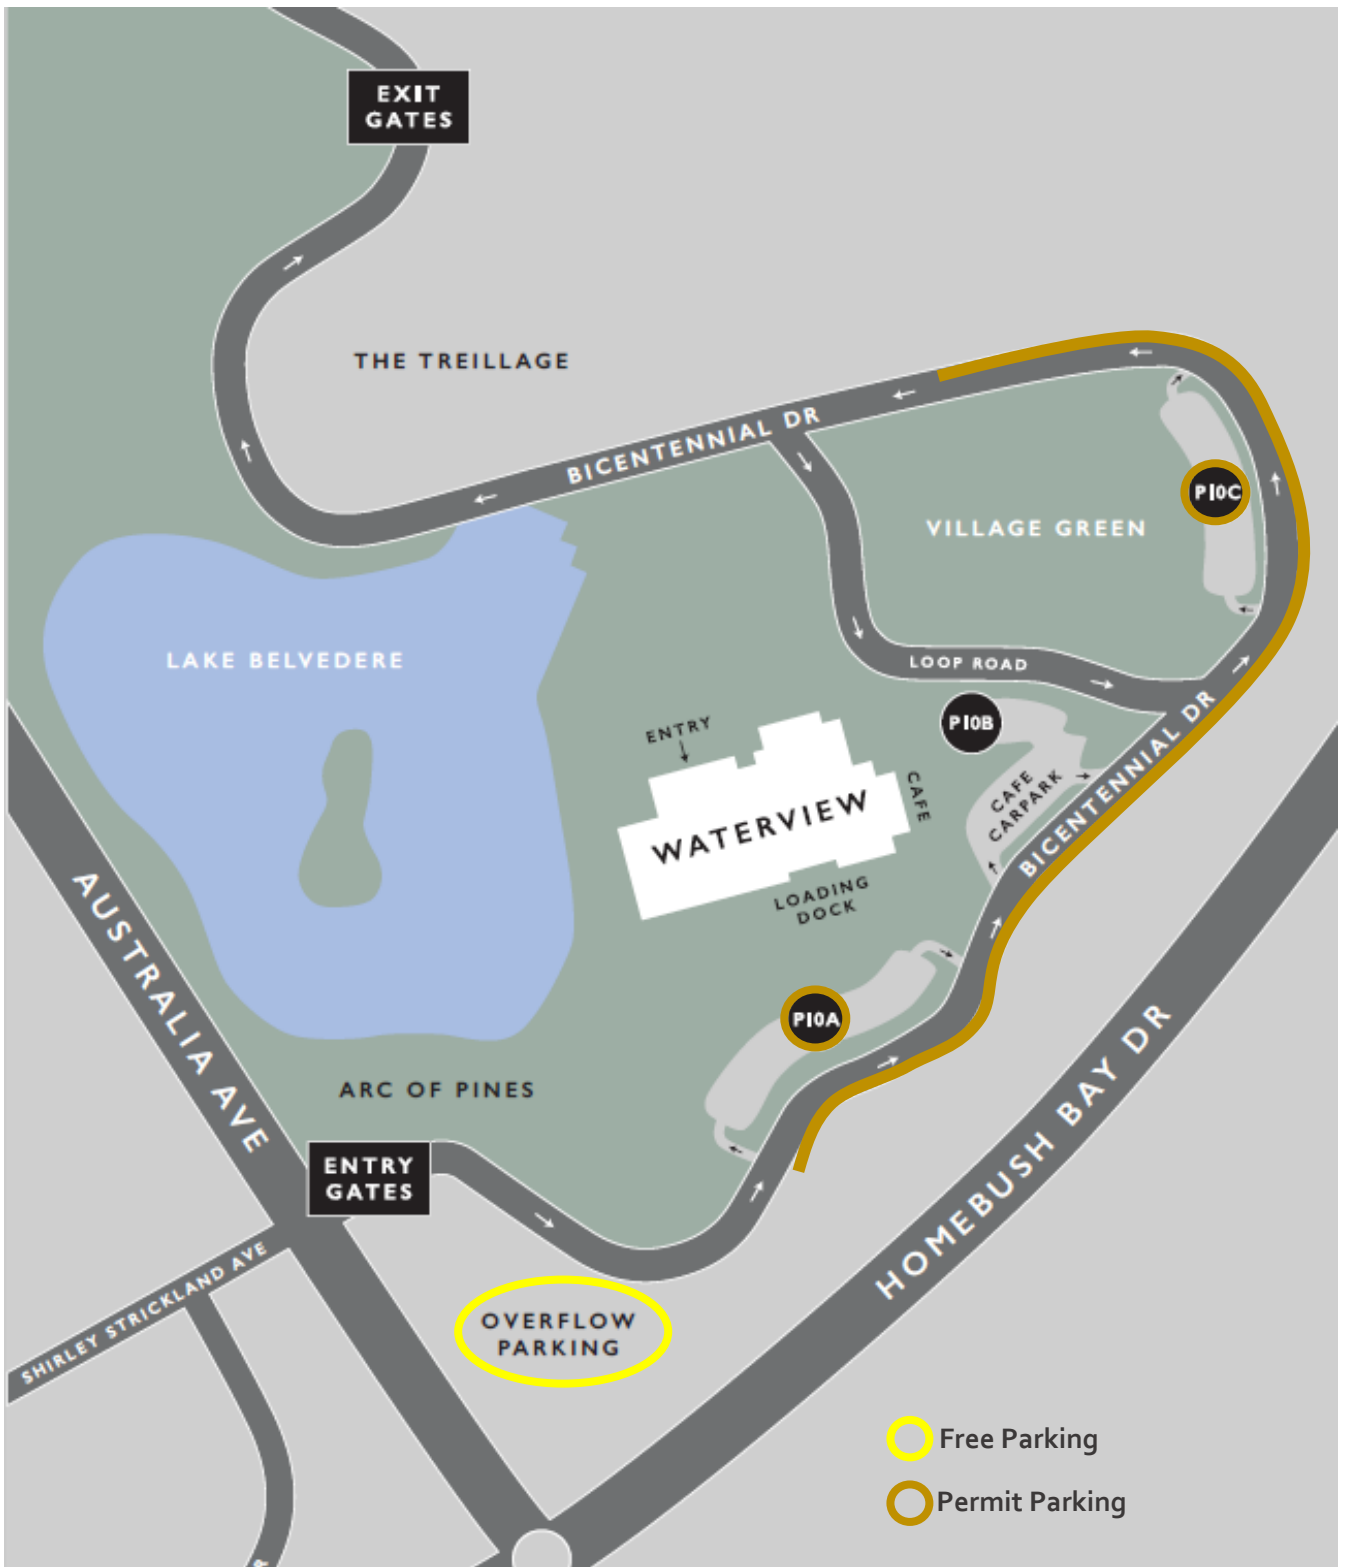 EXIT
GATES
THE TREILLAGE
BICENTENNIAL DR
P10C
VILLAGE GREEN
LAKE BELVEDERE
LOOP ROAD
P10B
ENTRY
CAFE
CAFE
CARPARK
BICENTENNIAL DR
WATERVIEW
LOADING
DOCK
AUSTRALIA AVE
P10A
ARC OF PINES
HOMEBUSH BAY DR
ENTRY
GATES
SHIRLEY STRICKLAND AVE
OVERFLOW
PARKING
Free Parking
Permit Parking